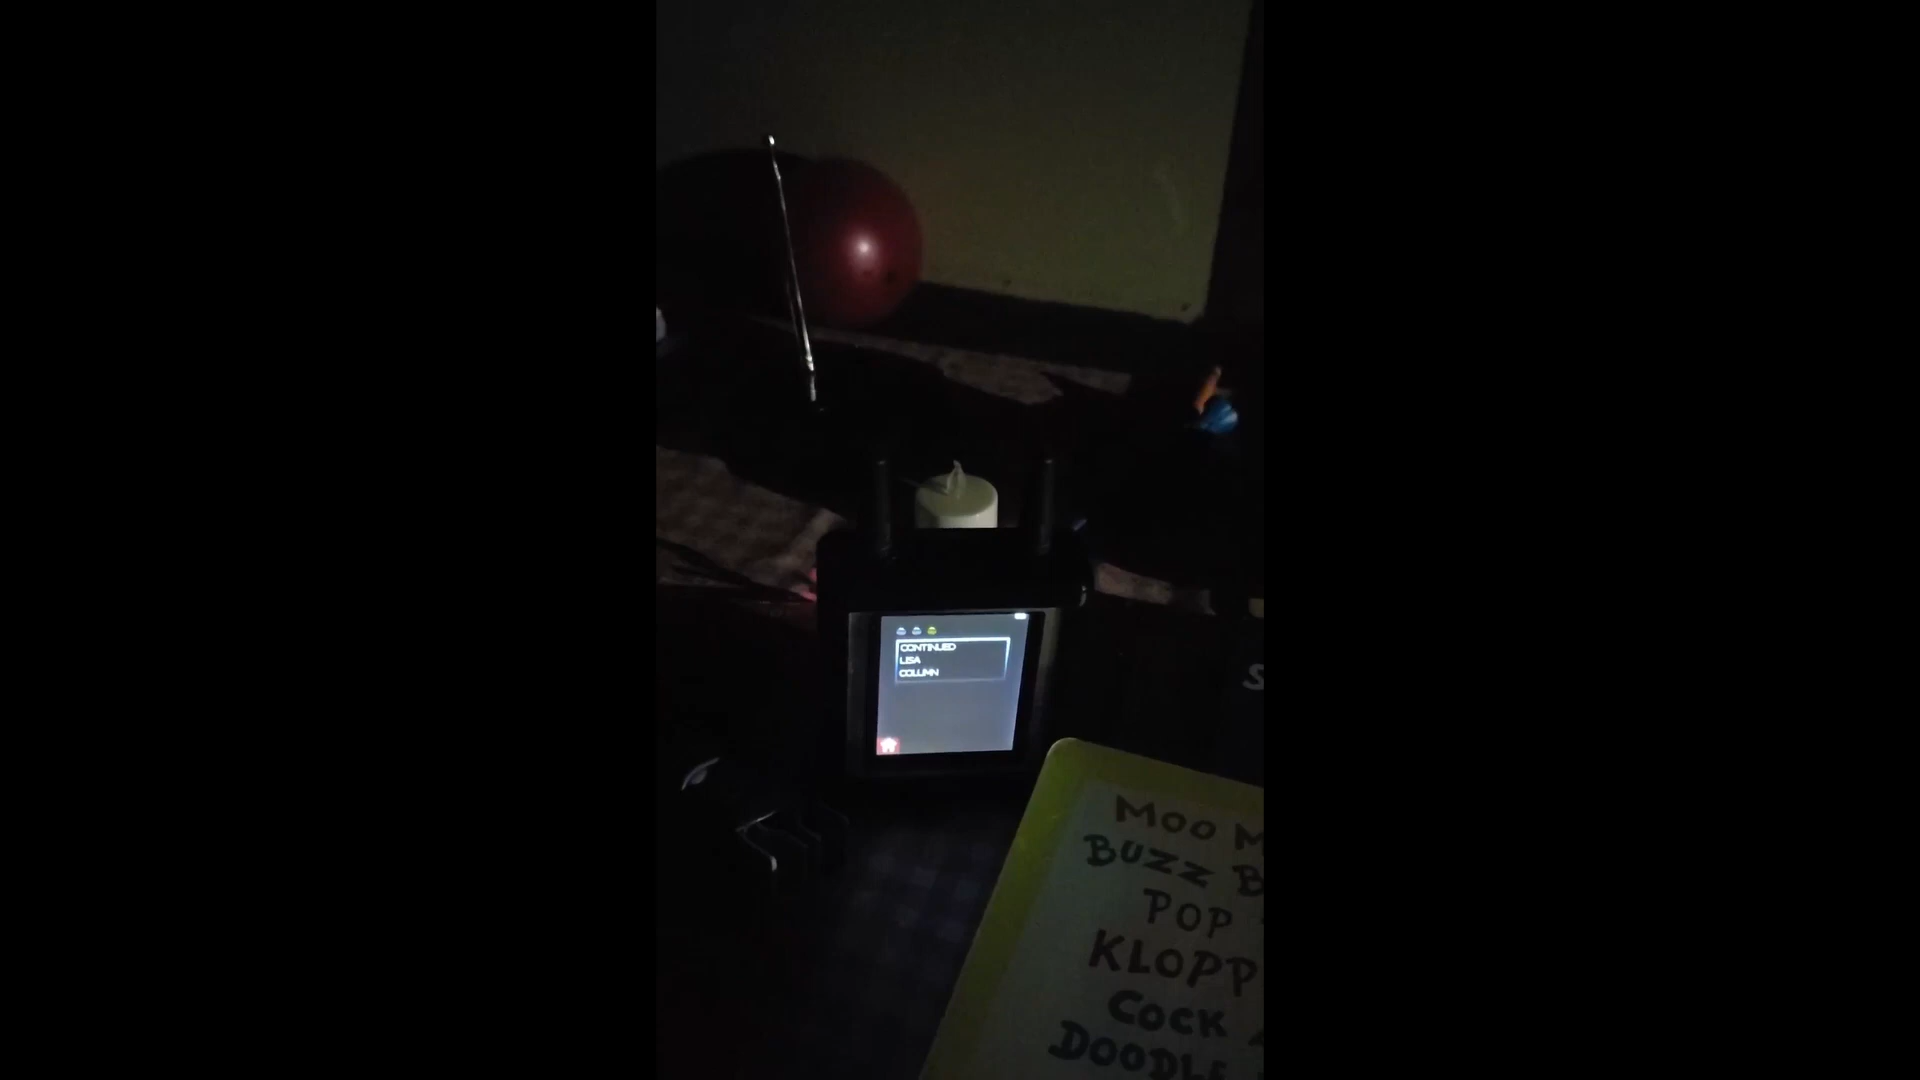 CONTINUED
LISA
COLUMN
S
MOO M
BUZZ B
POP
KLOPP
COCK
DOODLE